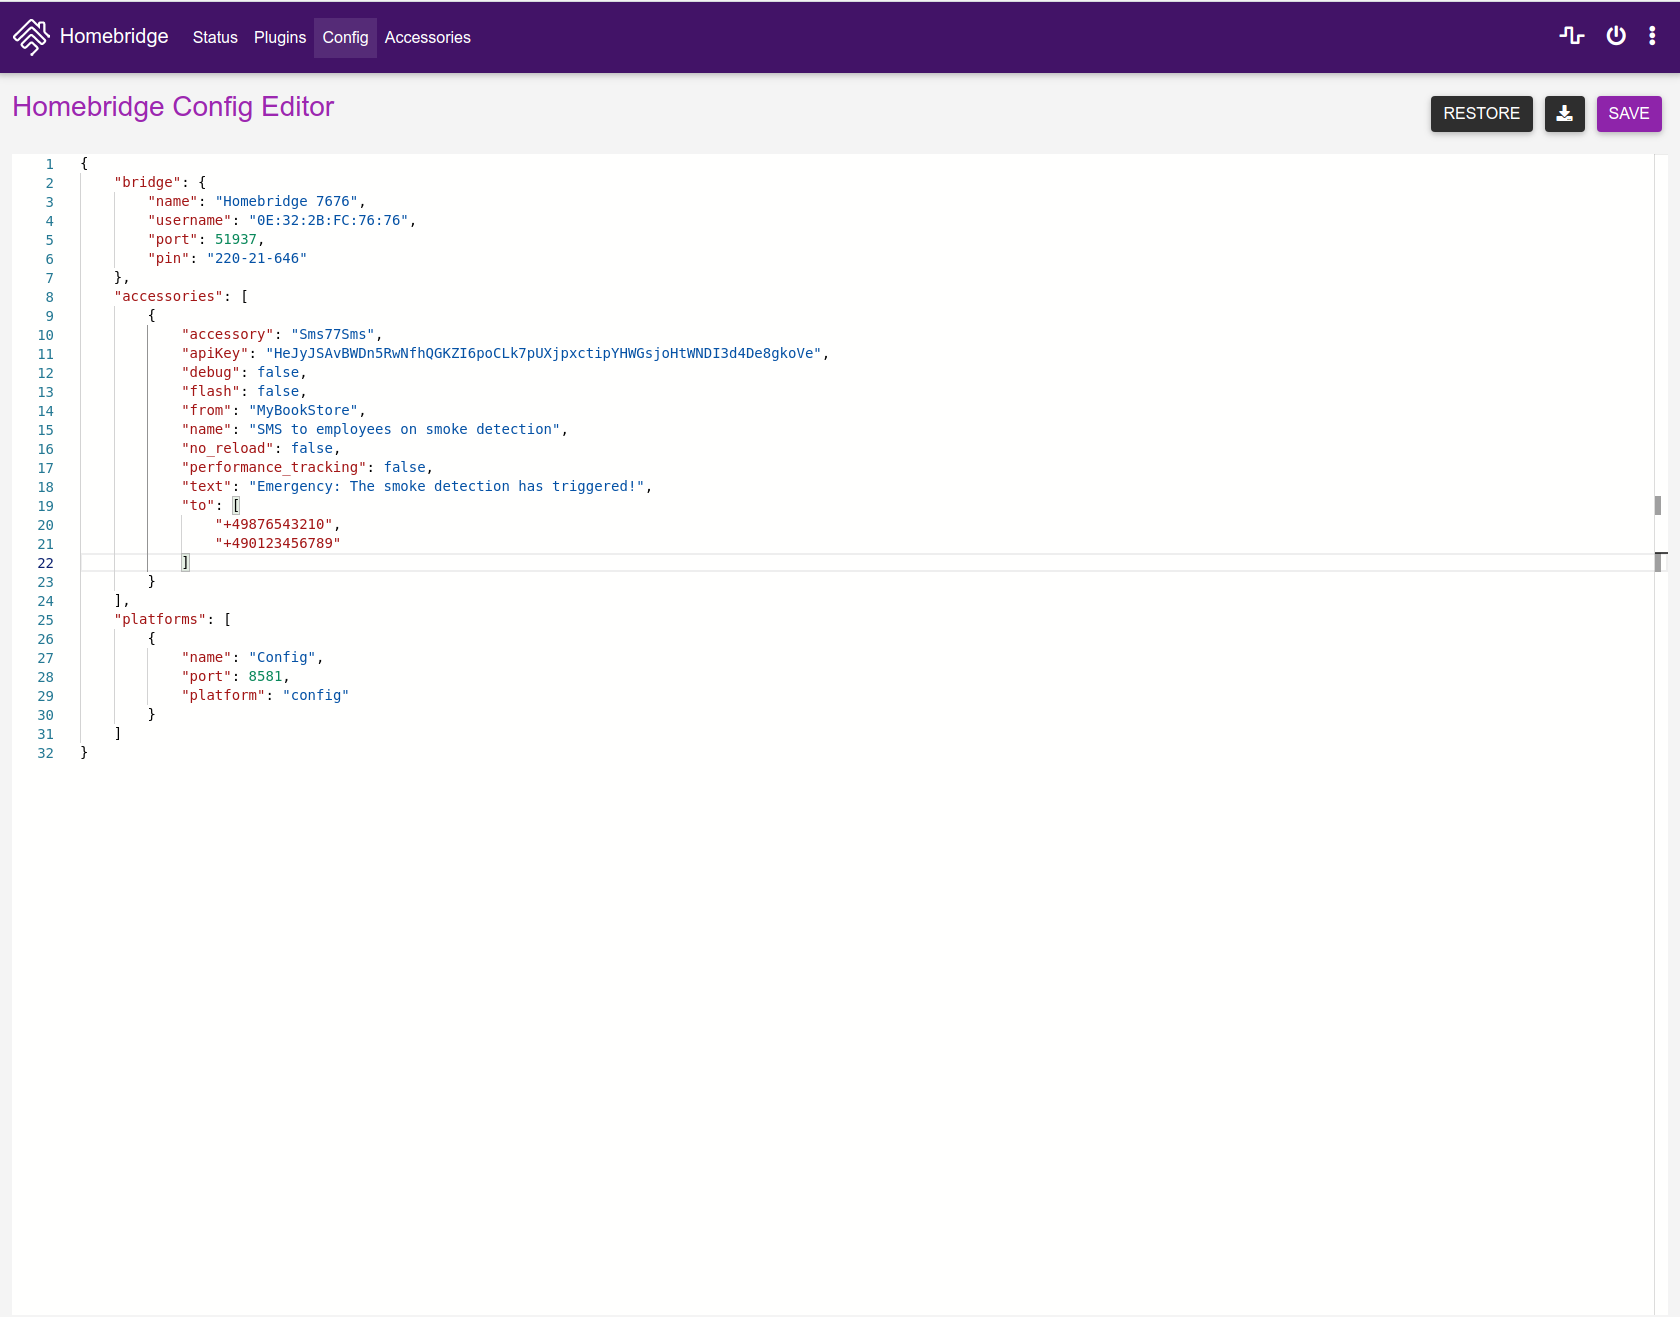 Homebridge Status Plugins Config Accessories
Homebridge Config Editor
RESTORE SAVE
1 {
2 "bridge": {
3 "name": "Homebridge 7676",
4 "username": "0E:32:2B:FC:76:76",
5 "port": 51937,
6 "pin": "220-21-646"
7 },
8 "accessories": [
9 {
10 "accessory": "Sms77Sms",
11 "apiKey": "HeJyJSAvBWDn5RwNfhQGKZI6poCLk7pUXjpxctipYHWGsjoHtWNDI3d4De8gkoVe",
12 "debug": false,
13 "flash": false,
14 "from": "MyBookStore",
15 "name": "SMS to employees on smoke detection",
16 "no_reload": false,
17 "performance_tracking": false,
18 "text": "Emergency: The smoke detection has triggered!",
19 "to": [
20 "+49876543210",
21 "+490123456789"
22 ]
23 }
24 ],
25 "platforms": [
26 {
27 "name": "Config",
28 "port": 8581,
29 "platform": "config"
30 }
31 ]
32 }